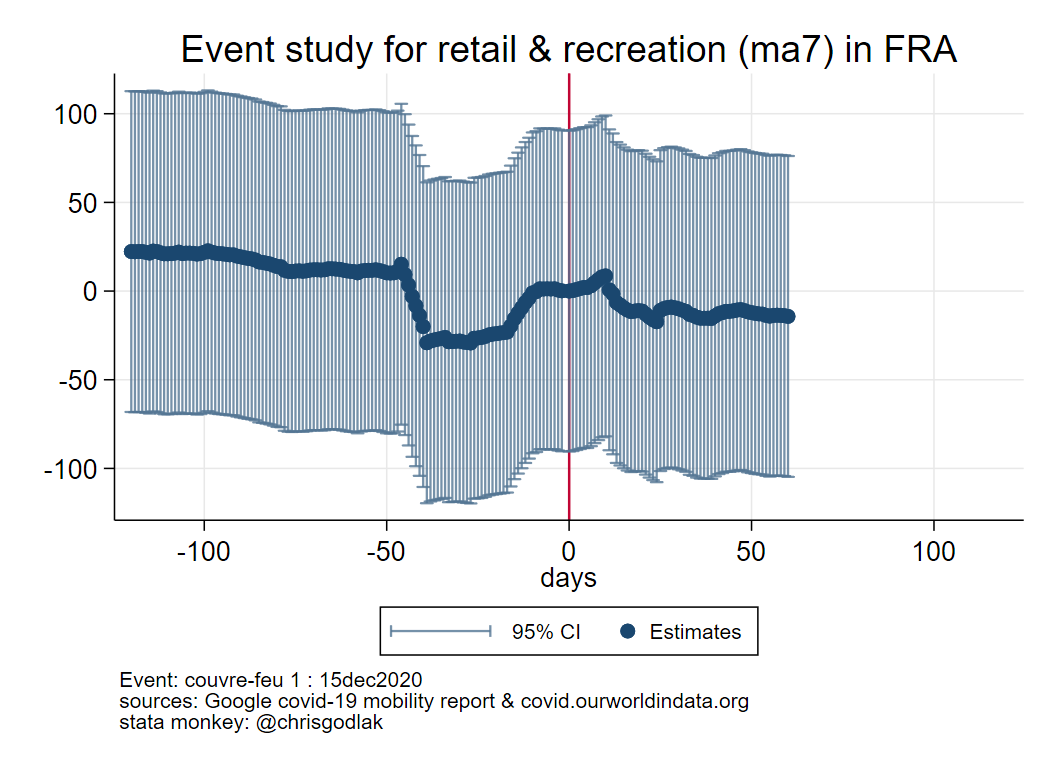 Event study for retail & recreation (ma7) in FRA
100
50
0
-50
-100
-100 -50 0 50 100
days
95% CI Estimates
Event: couvre-feu 1 : 15dec2020
sources: Google covid-19 mobility report & covid.ourworldindata.org
stata monkey: @chrisgodlak